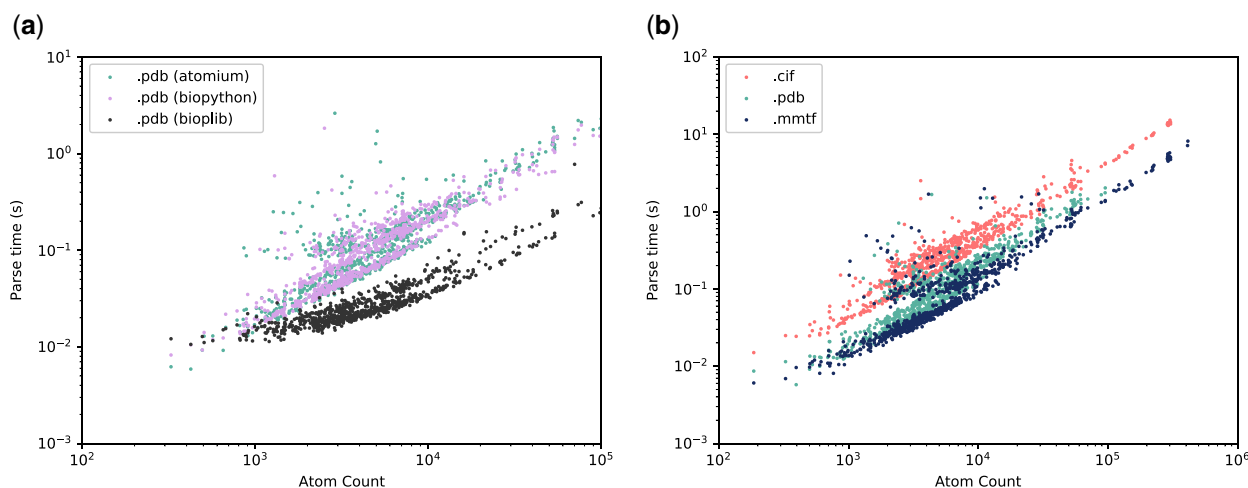 (a)
10¹
10⁰
10⁻¹
10⁻²
10⁻³
Parse time (s)
.pdb (atomium)
.pdb (biopython)
.pdb (bioplib)
10² 10³ 10⁴ 10⁵
Atom Count
(b)
10²
10¹
10⁰
10⁻¹
10⁻²
10⁻³
Parse time (s)
.cif
.pdb
.mmtf
10² 10³ 10⁴ 10⁵ 10⁶
Atom Count